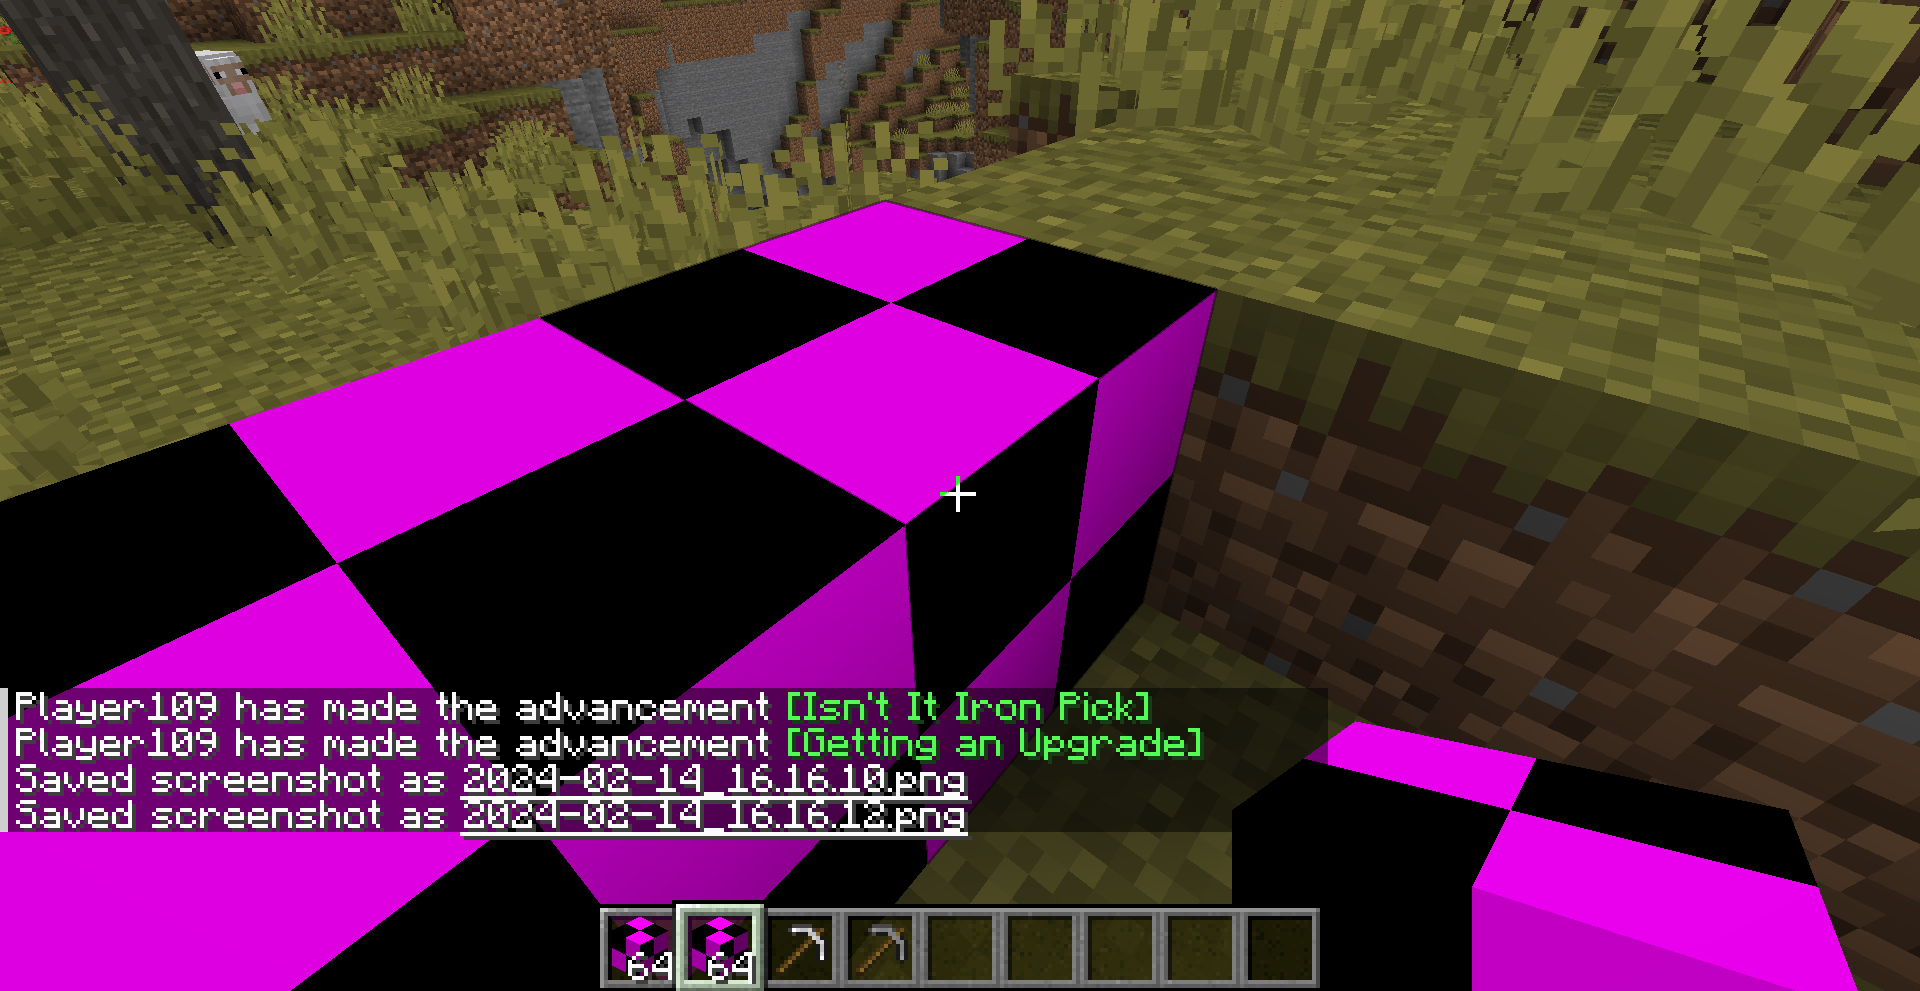 Player109 has made the advancement [Isn't It Iron Pick]
Player109 has made the advancement [Getting an Upgrade]
Saved screenshot as 2024-02-14_16.16.10.png
Saved screenshot as 2024-02-14_16.16.12.png
64 64